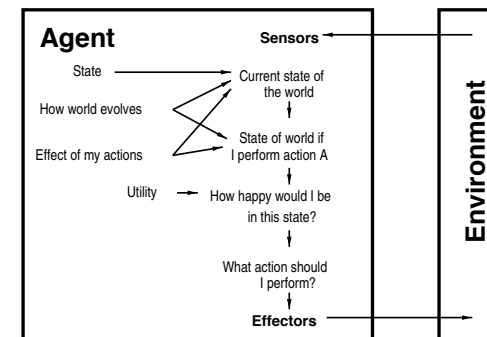 Agent
Sensors
State
Current state of
the world
How world evolves
Effect of my actions
State of world if
I perform action A
Utility
How happy would I be
in this state?
What action should
I perform?
Effectors
Environment